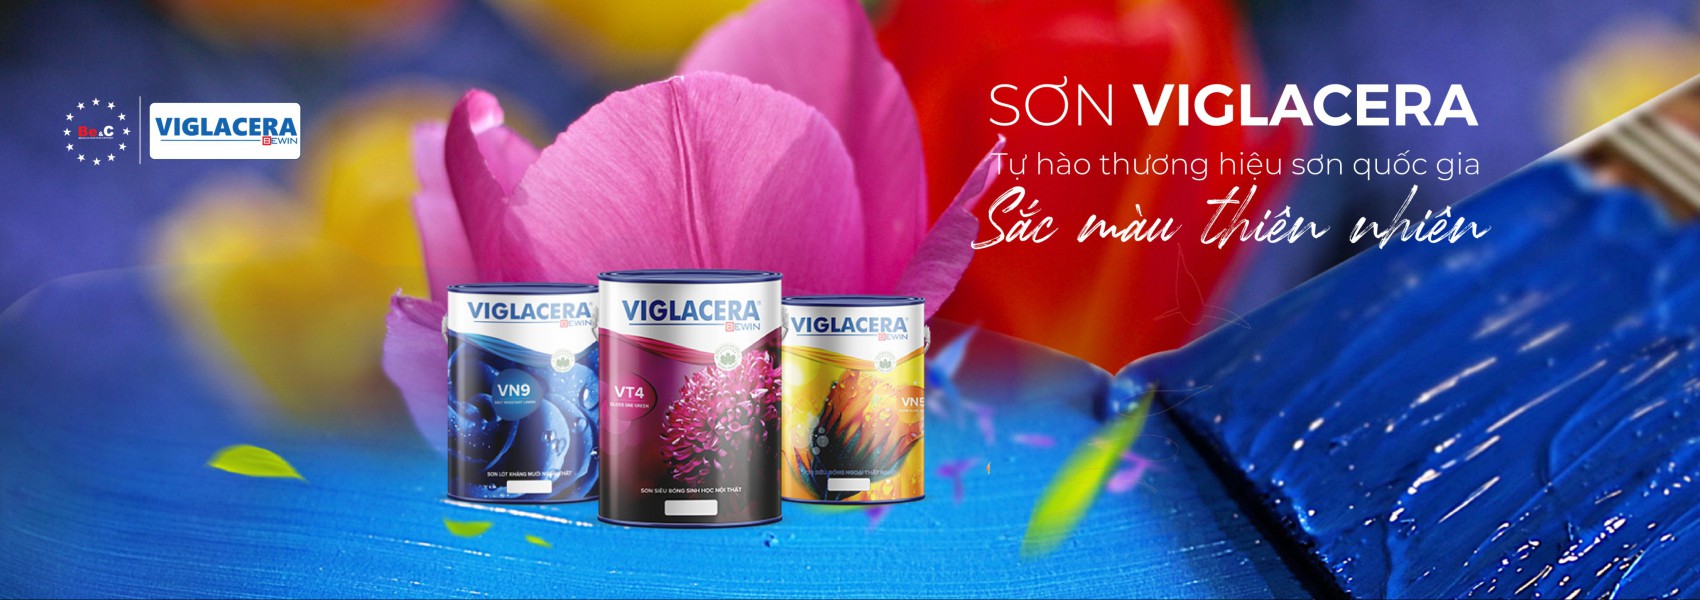 Be&C
VIGLACERA
BEWIN
SƠN VIGLACERA
Tự hào thương hiệu sơn quốc gia
Sắc màu thiên nhiên
VIGLACERA
BEWIN
VN9
VIGLACERA®
BEWIN
VT4
SƠN SIÊU BÓNG SINH HỌC NỘI THẤT
VIGLACERA®
BEWIN
VN5